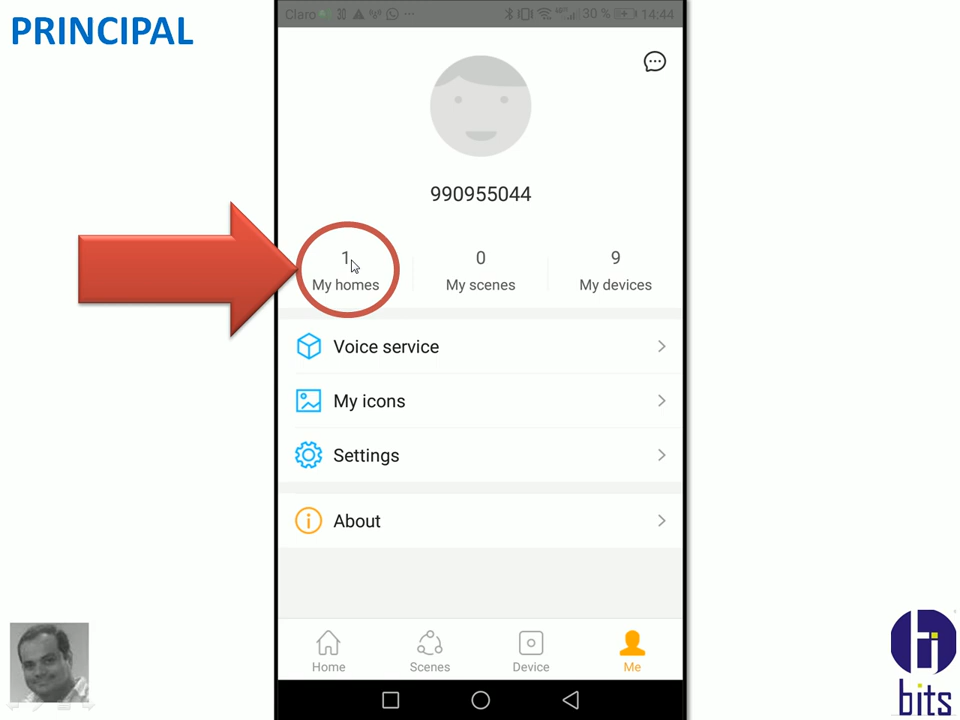 PRINCIPAL
Claro ... 30 % 14:44
990955044
1 0 9
My homes My scenes My devices
Voice service
My icons
Settings
About
Home Scenes Device Me
bits